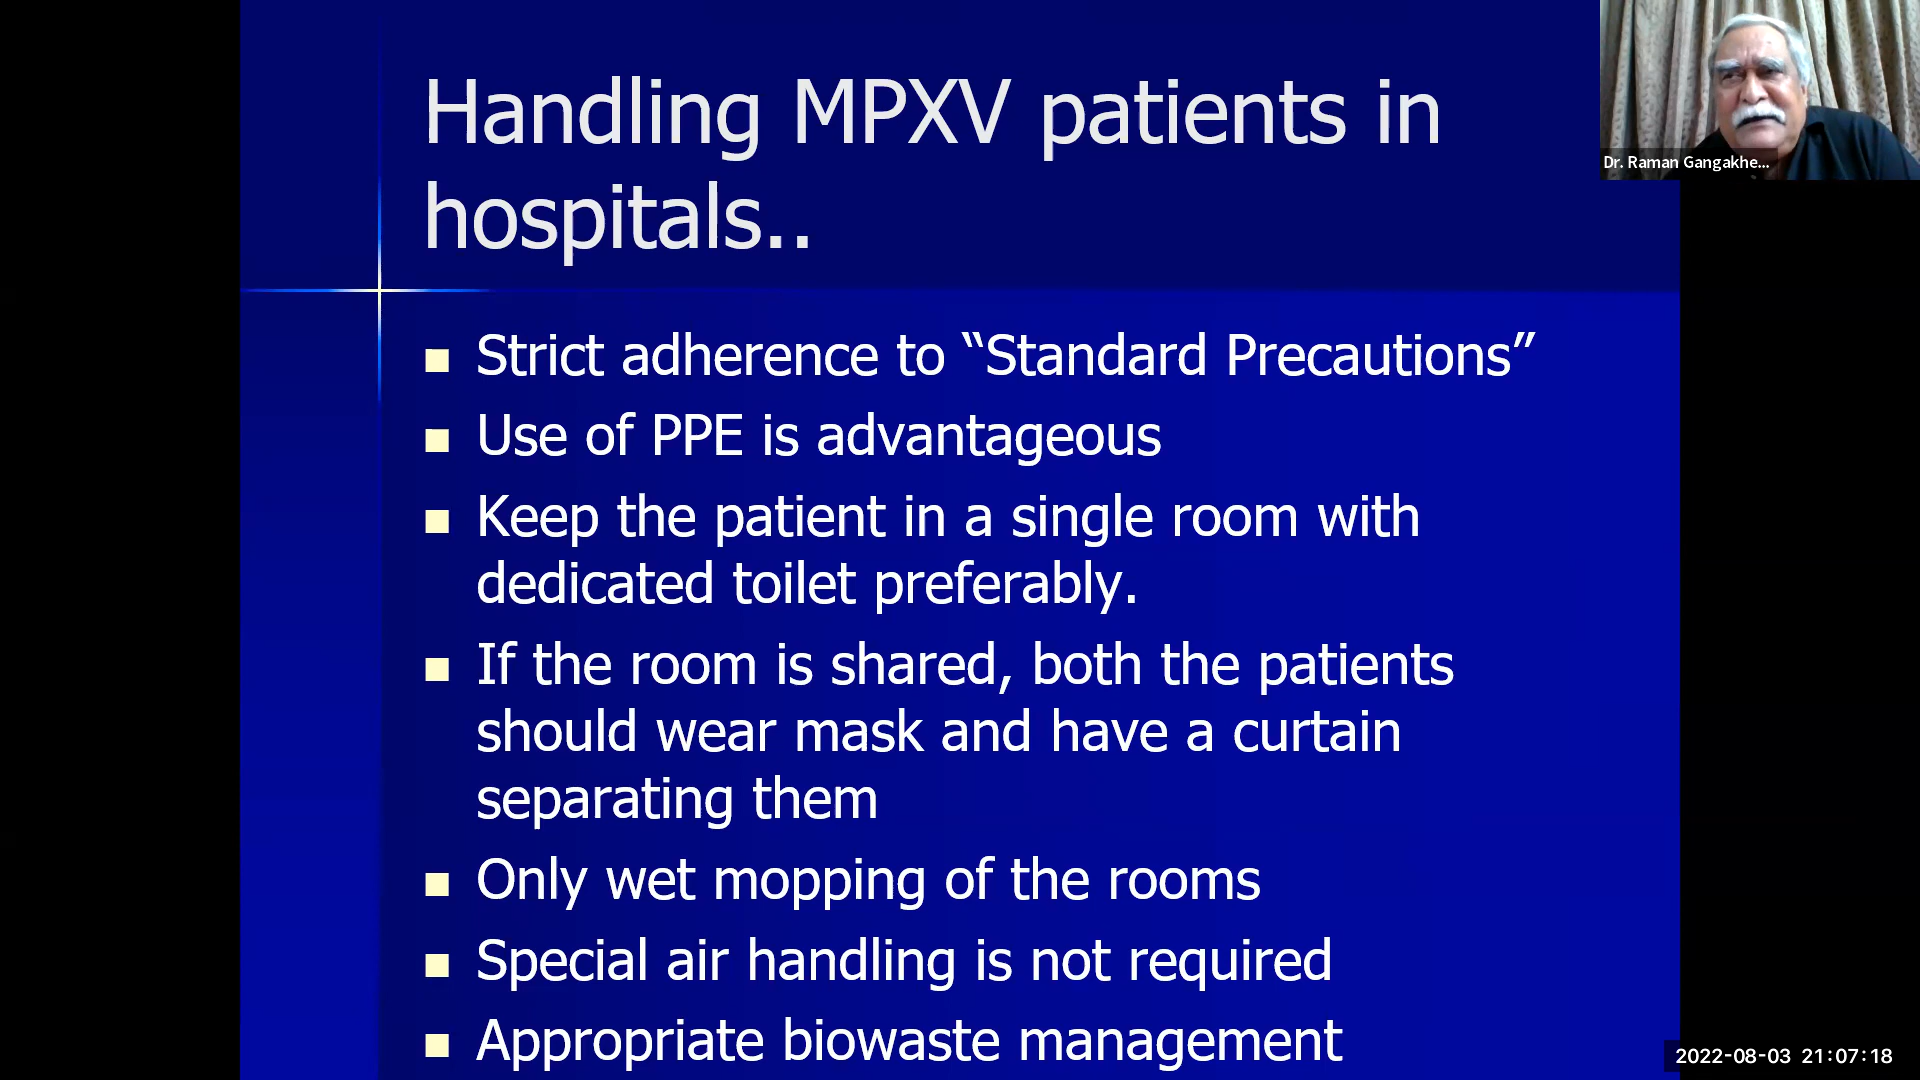 Handling MPXV patients in
hospitals..
Dr. Raman Gangakhe...
■ Strict adherence to “Standard Precautions”
■ Use of PPE is advantageous
■ Keep the patient in a single room with
dedicated toilet preferably.
■ If the room is shared, both the patients
should wear mask and have a curtain
separating them
■ Only wet mopping of the rooms
■ Special air handling is not required
■ Appropriate biowaste management
2022-08-03 21:07:18